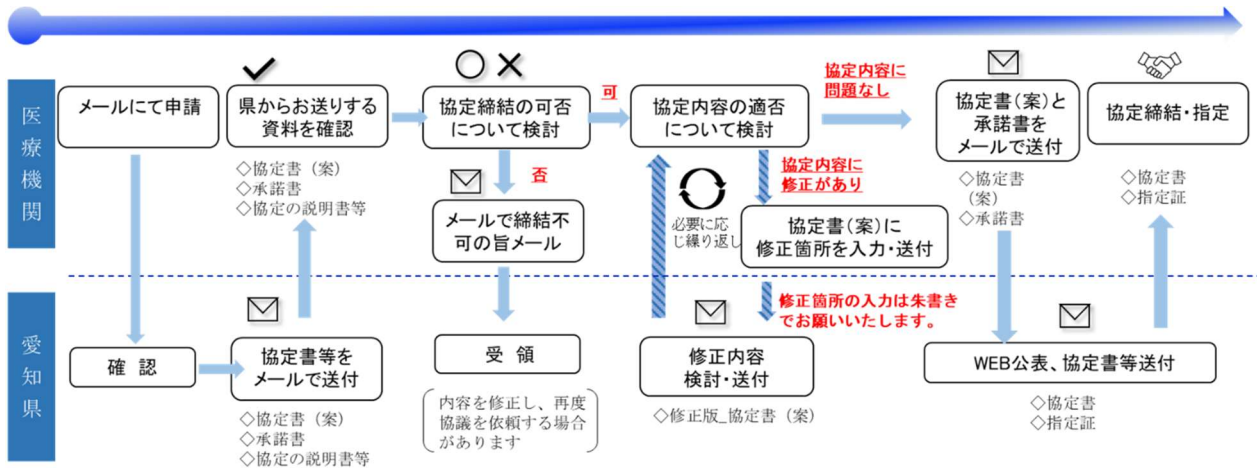 医療機関
メールにて申請
県からお送りする
資料を確認
◇協定書（案）
◇承諾書
◇協定の説明書等
協定締結の可否
について検討
可
否
メールで締結不
可の旨メール
協定内容の適否
について検討
協定内容に
問題なし
協定内容に
修正があり
必要に応
じ繰り返し
協定書（案）に
修正箇所を入力・送付
協定書（案）と
承諾書を
メールで送付
◇協定書
（案）
◇承諾書
協定締結・指定
◇協定書
◇指定証
愛知県
確 認
協定書等を
メールで送付
◇協定書（案）
◇承諾書
◇協定の説明書等
受 領
内容を修正し、再度
協議を依頼する場合
があります
修正内容
検討・送付
◇修正版_協定書（案）
修正箇所の入力は朱書き
でお願いいたします。
WEB公表、協定書等送付
◇協定書
◇指定証